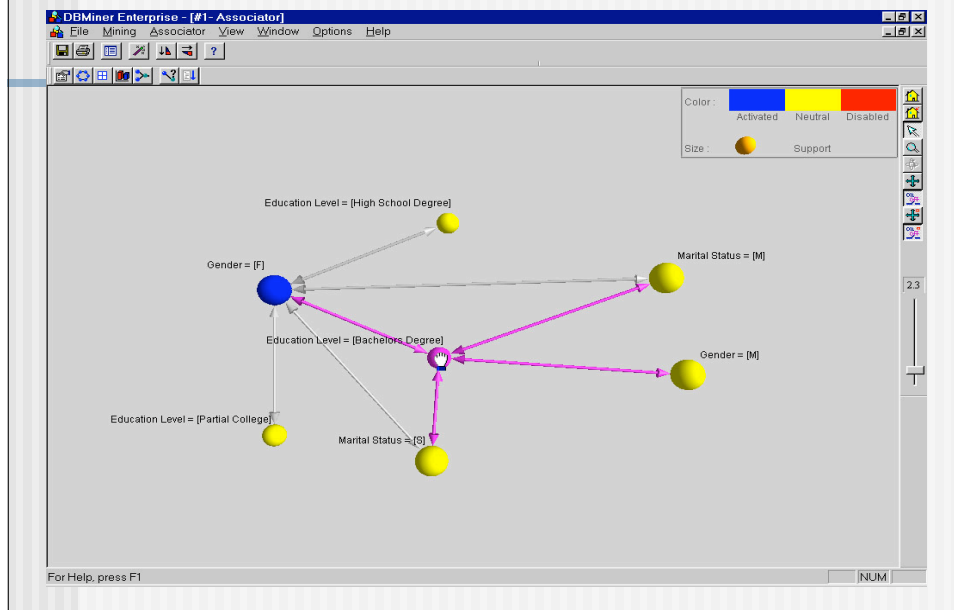 DBMiner Enterprise - [#1- Associator]
File Mining Associator View Window Options Help
?
Color :
Activated Neutral Disabled
Size : Support
Education Level = [High School Degree]
Marital Status = [M]
Gender = [F]
2.3
Education Level = [Bachelors Degree]
Gender = [M]
Education Level = [Partial College]
Marital Status = [S]
For Help, press F1
NUM